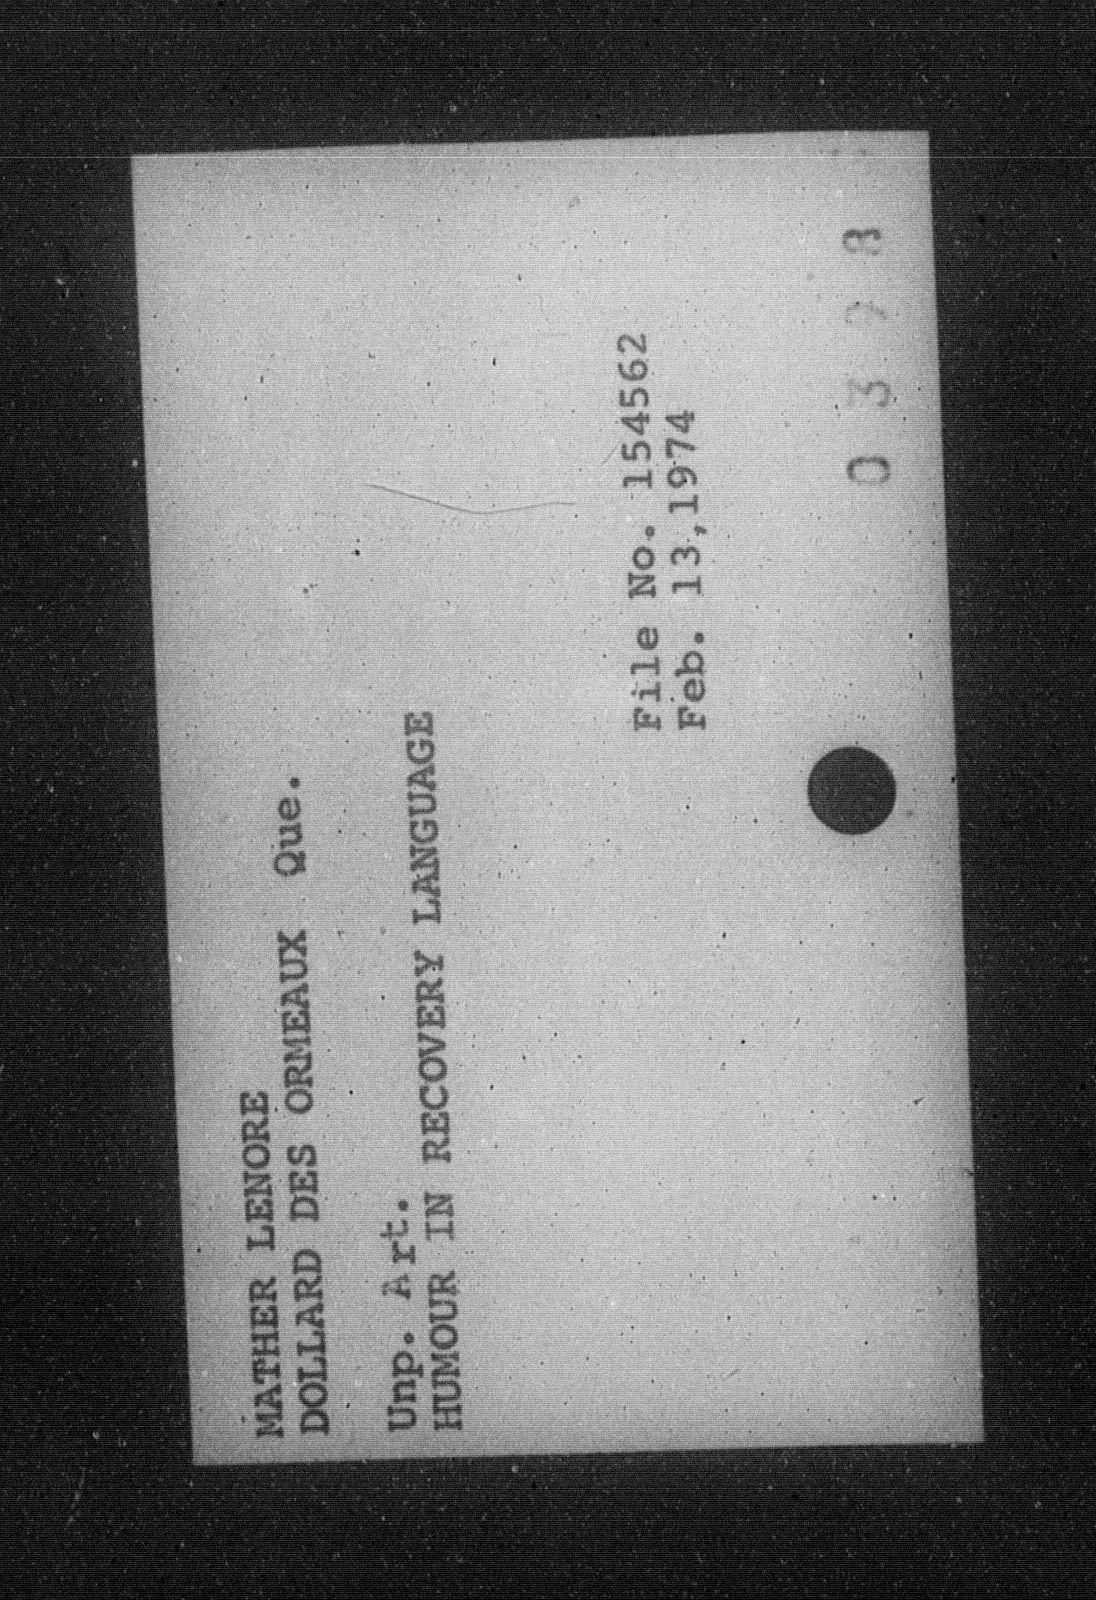 MATHER LENORE
DOLLARD DES ORMEAUX Que.
Unp. Art.
HUMOUR IN RECOVERY LANGUAGE
File No. 154562
Feb. 13,1974